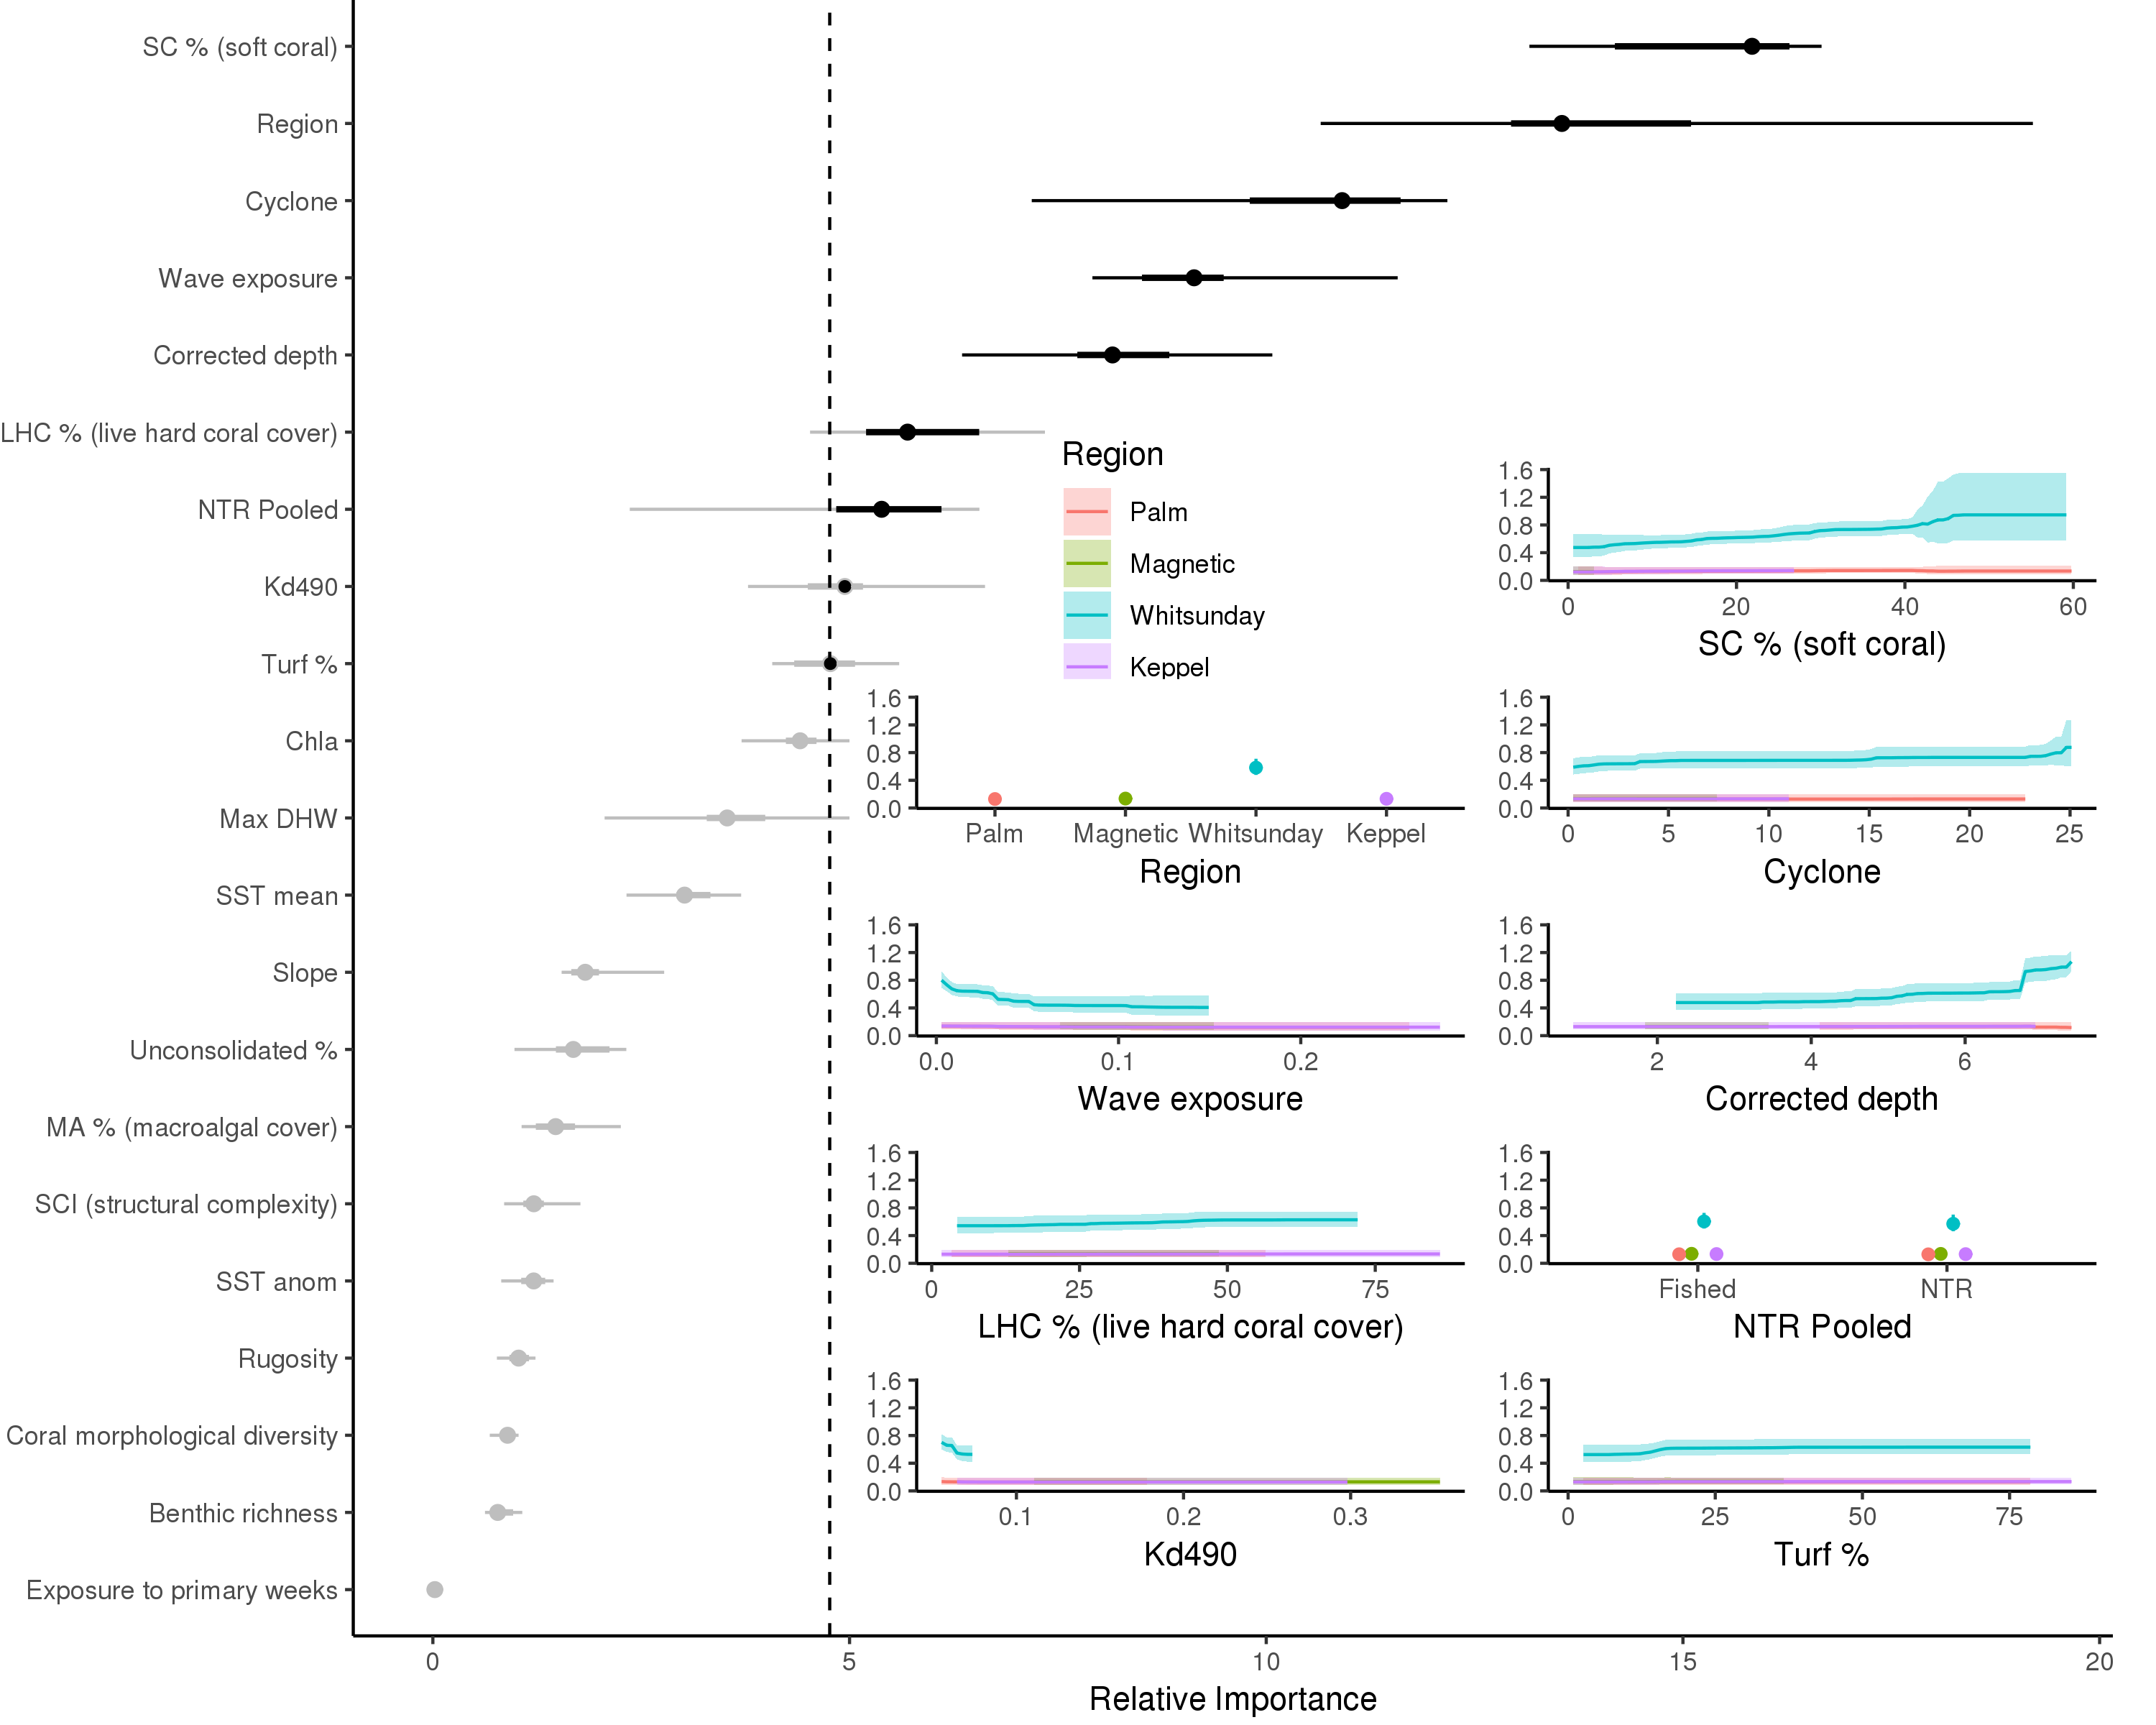 SC % (soft coral)
Region
Cyclone
Wave exposure
Corrected depth
LHC % (live hard coral cover)
NTR Pooled
Kd490
Turf %
Chla
Max DHW
SST mean
Slope
Unconsolidated %
MA % (macroalgal cover)
SCI (structural complexity)
SST anom
Rugosity
Coral morphological diversity
Benthic richness
Exposure to primary weeks
0 5 10 15 20
Relative Importance
Region
Palm
Magnetic
Whitsunday
Keppel
1.6
1.2
0.8
0.4
0.0
0 20 40 60
SC % (soft coral)
1.6
1.2
0.8
0.4
0.0
Palm Magnetic Whitsunday Keppel
Region
1.6
1.2
0.8
0.4
0.0
0 5 10 15 20 25
Cyclone
1.6
1.2
0.8
0.4
0.0
0.0 0.1 0.2
Wave exposure
1.6
1.2
0.8
0.4
0.0
2 4 6
Corrected depth
1.6
1.2
0.8
0.4
0.0
0 25 50 75
LHC % (live hard coral cover)
1.6
1.2
0.8
0.4
0.0
Fished NTR
NTR Pooled
1.6
1.2
0.8
0.4
0.0
0.1 0.2 0.3
Kd490
1.6
1.2
0.8
0.4
0.0
0 25 50 75
Turf %